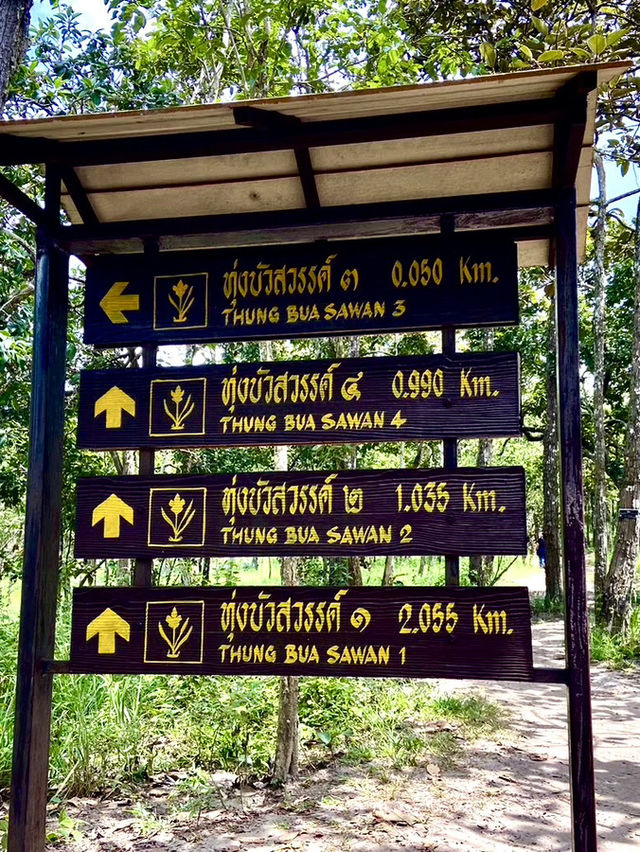 ทุ่งบัวสวรรค์ ๓ 0.050 Km.
THUNG BUA SAWAN 3
ทุ่งบัวสวรรค์ ๔ 0.990 Km.
THUNG BUA SAWAN 4
ทุ่งบัวสวรรค์ ๒ 1.035 Km.
THUNG BUA SAWAN 2
ทุ่งบัวสวรรค์ ๑ 2.055 Km.
THUNG BUA SAWAN 1